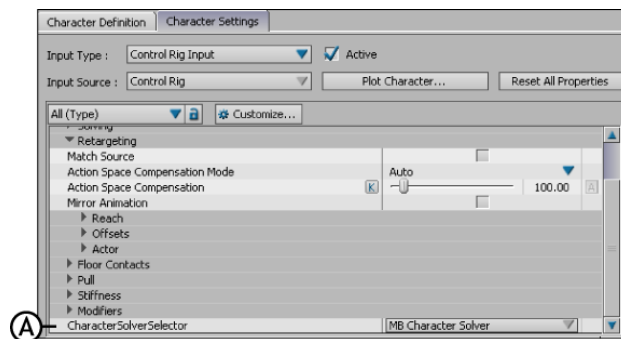 Character Definition
Character Settings
Input Type :
Control Rig Input
Active
Input Source :
Control Rig
Plot Character...
Reset All Properties
All (Type)
Customize...
Solving
Retargeting
Match Source
Action Space Compensation Mode
Auto
Action Space Compensation
K
100.00
A
Mirror Animation
Reach
Offsets
Actor
Floor Contacts
Pull
Stiffness
Modifiers
A
CharacterSolverSelector
MB Character Solver